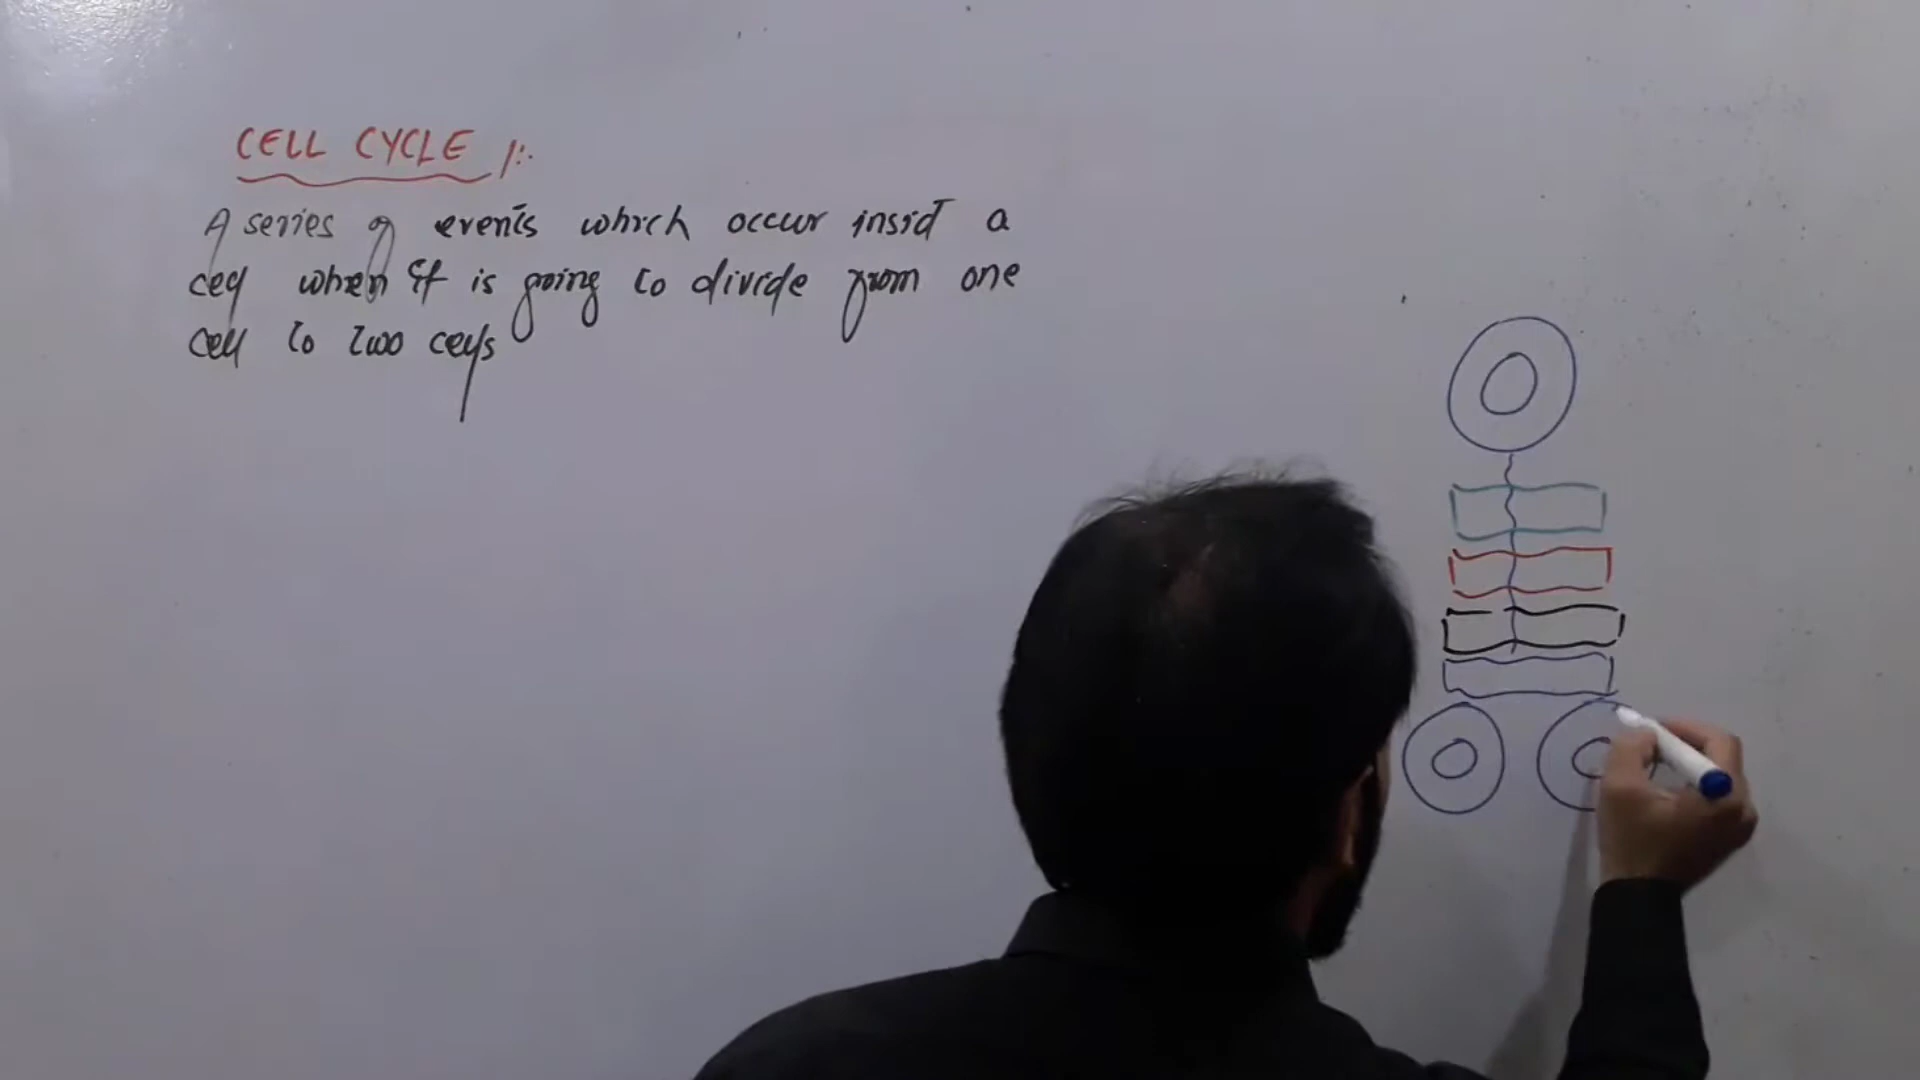 CELL CYCLE :-
A series of events which occur insid a
cell when it is going to divide from one
cell to two cells